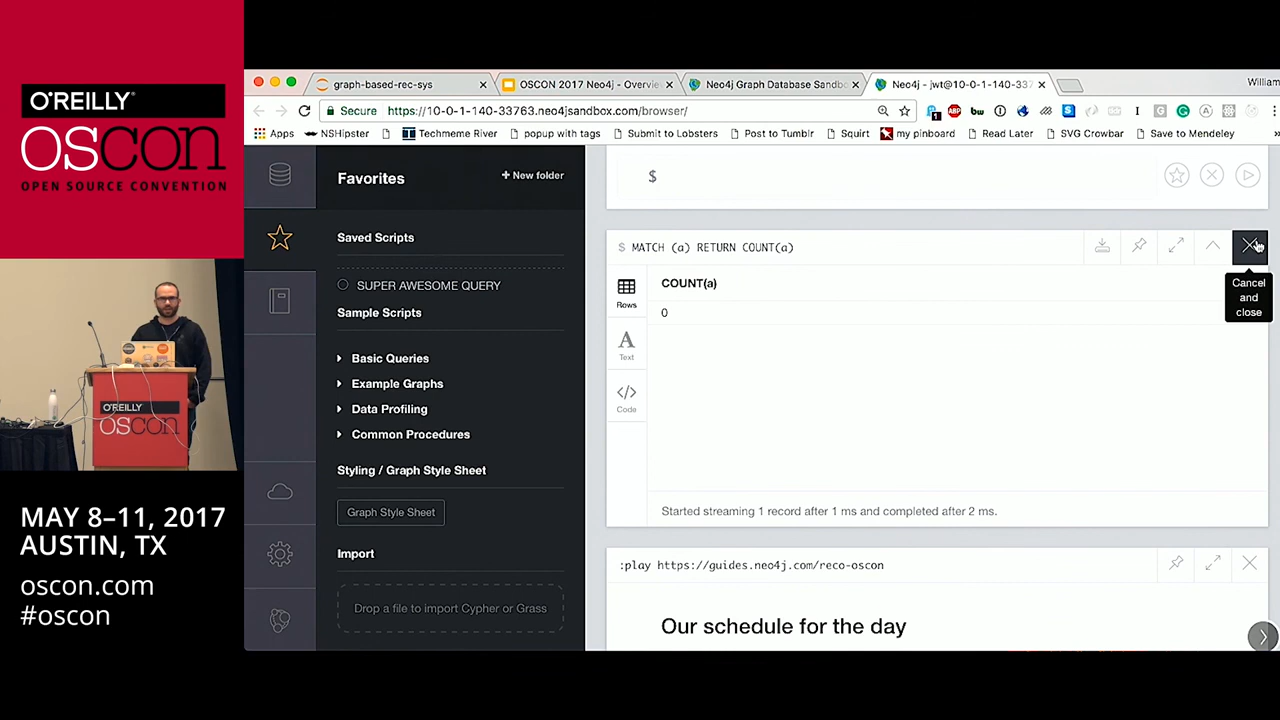 O'REILLY®
OSCON
OPEN SOURCE CONVENTION
O'REILLY
OSCON
MAY 8–11, 2017
AUSTIN, TX
oscon.com
#oscon
graph-based-rec-sys
OSCON 2017 Neo4j - Overvie
Neo4j Graph Database Sandb
Neo4j - jwt@10-0-1-140-337
William
Secure
https://10-0-1-140-33763.neo4jsandbox.com/browser/
Apps
NSHipster
Techmeme River
popup with tags
Submit to Lobsters
Post to Tumblr
Squirt
my pinboard
Read Later
SVG Crowbar
Save to Mendeley
Favorites
+ New folder
Saved Scripts
SUPER AWESOME QUERY
Sample Scripts
Basic Queries
Example Graphs
Data Profiling
Common Procedures
Styling / Graph Style Sheet
Graph Style Sheet
Import
Drop a file to import Cypher or Grass
$
$ MATCH (a) RETURN COUNT(a)
Cancel
and
close
Rows
Text
Code
COUNT(a)
0
Started streaming 1 record after 1 ms and completed after 2 ms.
:play https://guides.neo4j.com/reco-oscon
Our schedule for the day